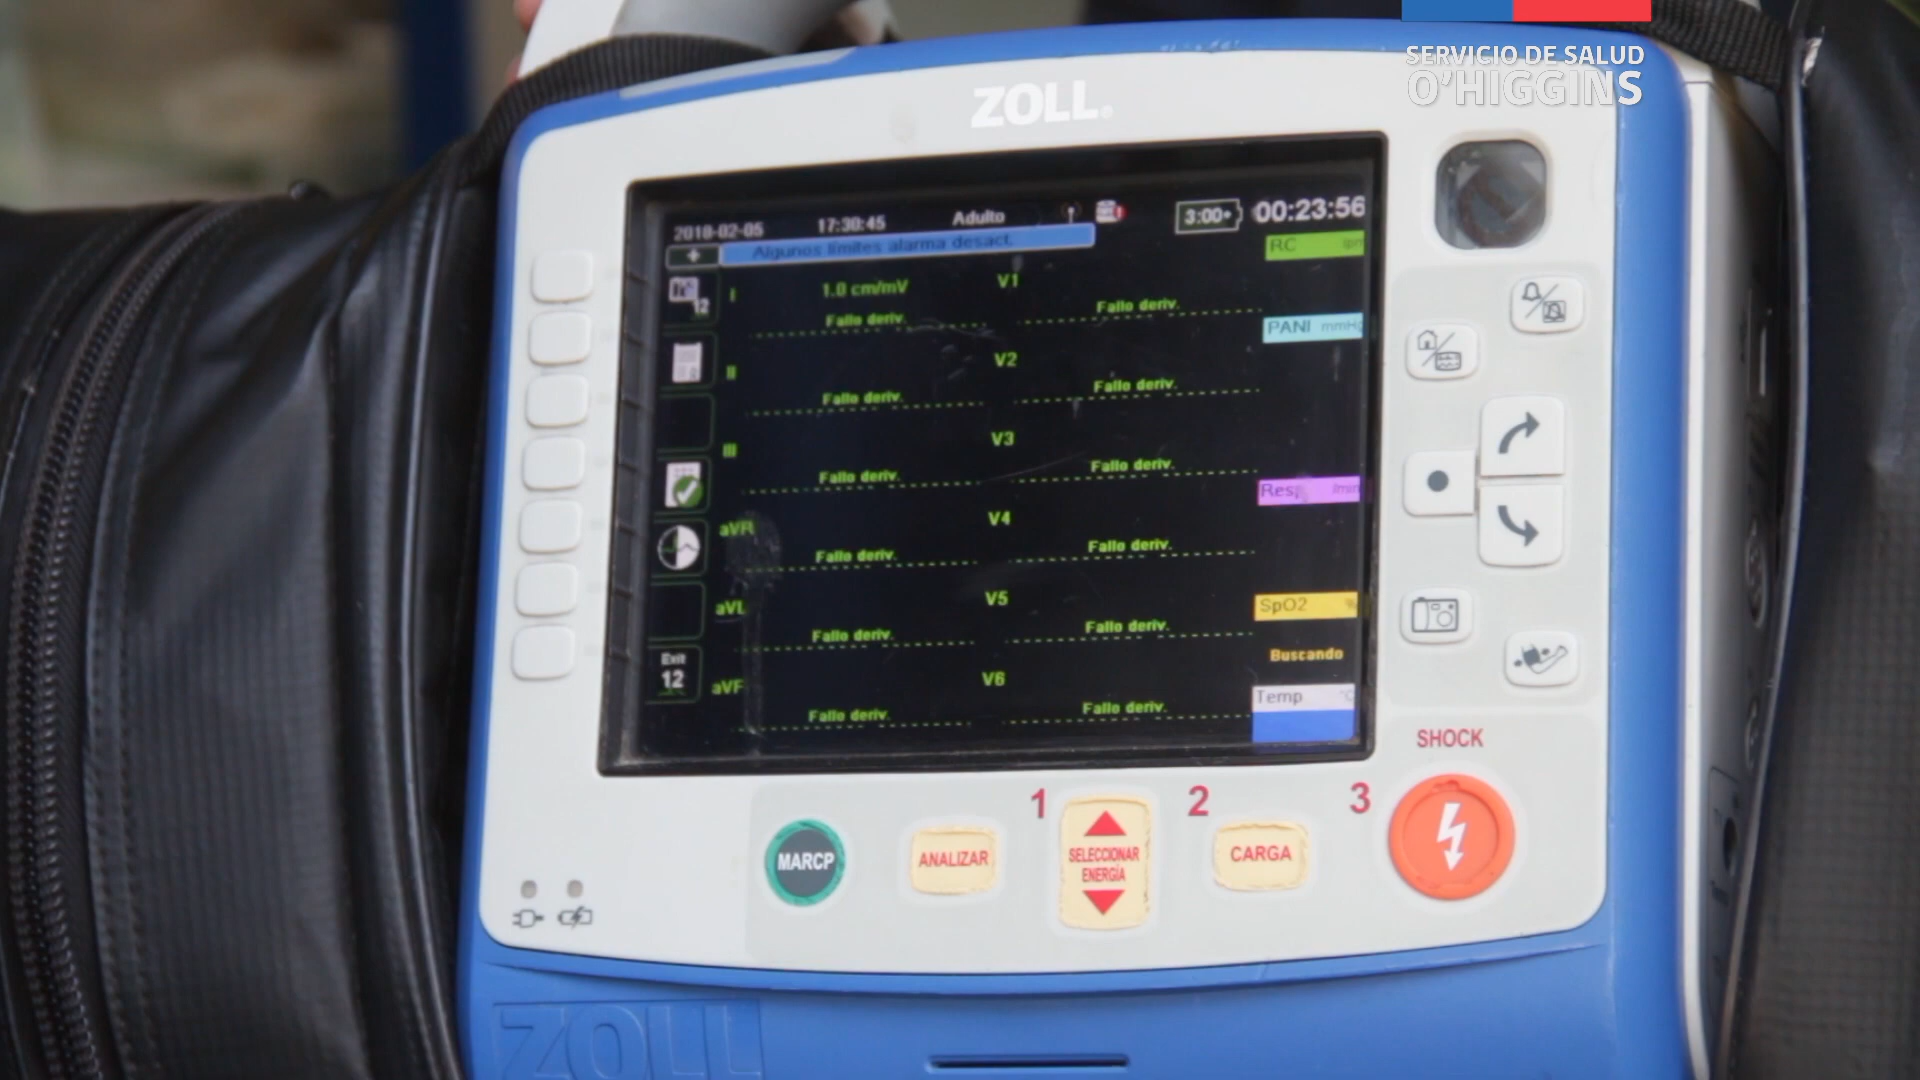 SERVICIO DE SALUD
O'HIGGINS
ZOLL
2018-02-05 17:30:45 Adulto 3:00+ 00:23:56
Algunos límites alarma desact.
RC
I 1.0 cm/mV V1
Fallo deriv. Fallo deriv.
PANI mmHg
12
II V2
Fallo deriv. Fallo deriv.
III V3
Fallo deriv. Fallo deriv.
Resp /min
aVR V4
Fallo deriv. Fallo deriv.
aVL V5
Fallo deriv. Fallo deriv.
SpO2 %
Buscando
Exit
12
aVF V6
Fallo deriv. Fallo deriv.
Temp °C
SHOCK
1 2 3
MARCP
ANALIZAR
SELECCIONAR
ENERGÍA
CARGA
ZOLL